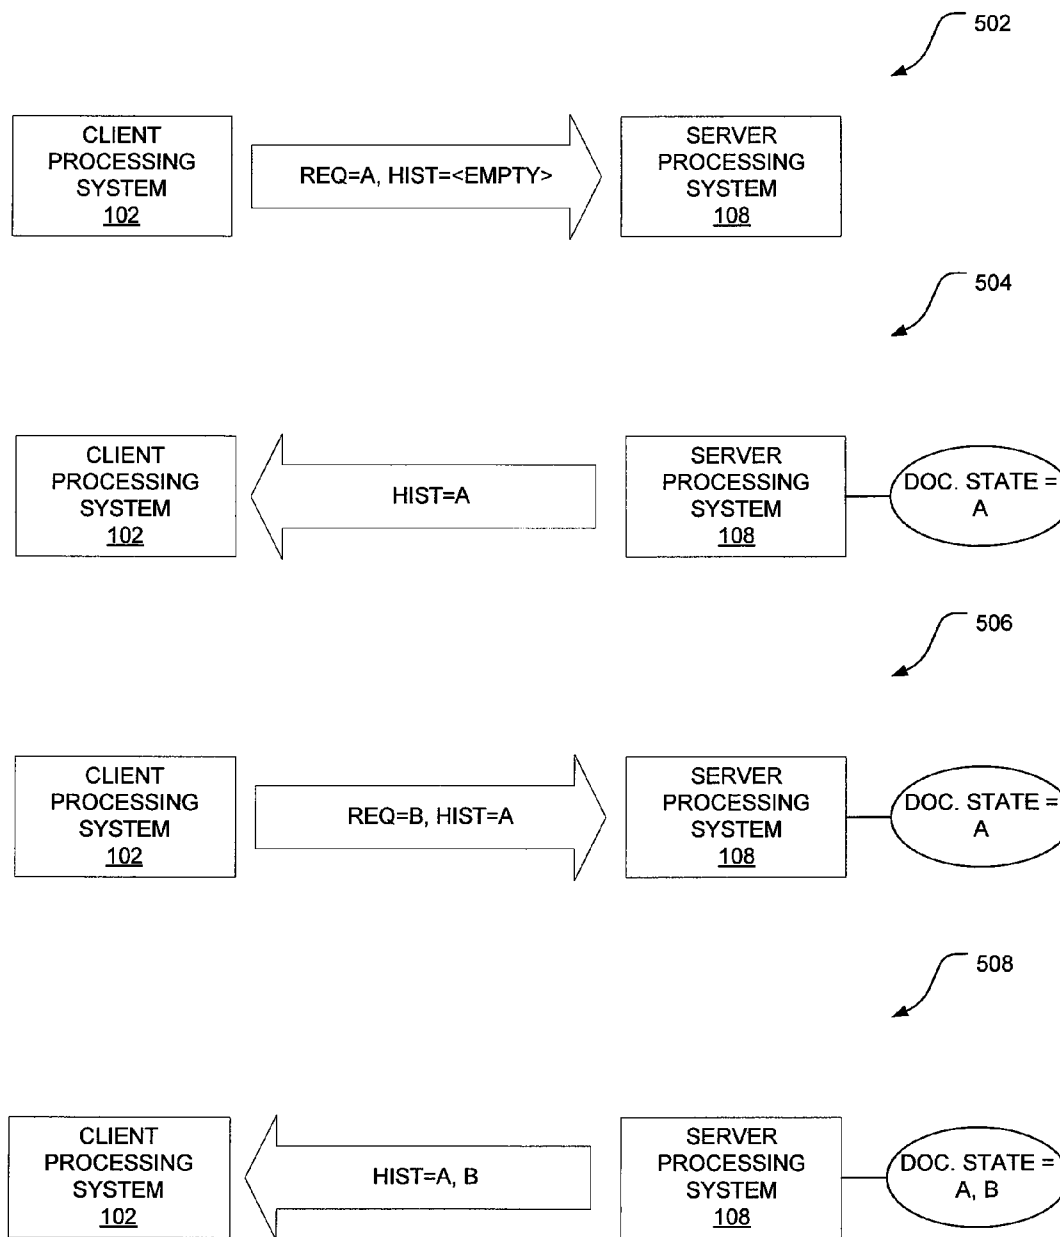 502
CLIENT
PROCESSING
SYSTEM
102
REQ=A, HIST=<EMPTY>
SERVER
PROCESSING
SYSTEM
108
504
CLIENT
PROCESSING
SYSTEM
102
HIST=A
SERVER
PROCESSING
SYSTEM
108
DOC. STATE =
A
506
CLIENT
PROCESSING
SYSTEM
102
REQ=B, HIST=A
SERVER
PROCESSING
SYSTEM
108
DOC. STATE =
A
508
CLIENT
PROCESSING
SYSTEM
102
HIST=A, B
SERVER
PROCESSING
SYSTEM
108
DOC. STATE =
A, B